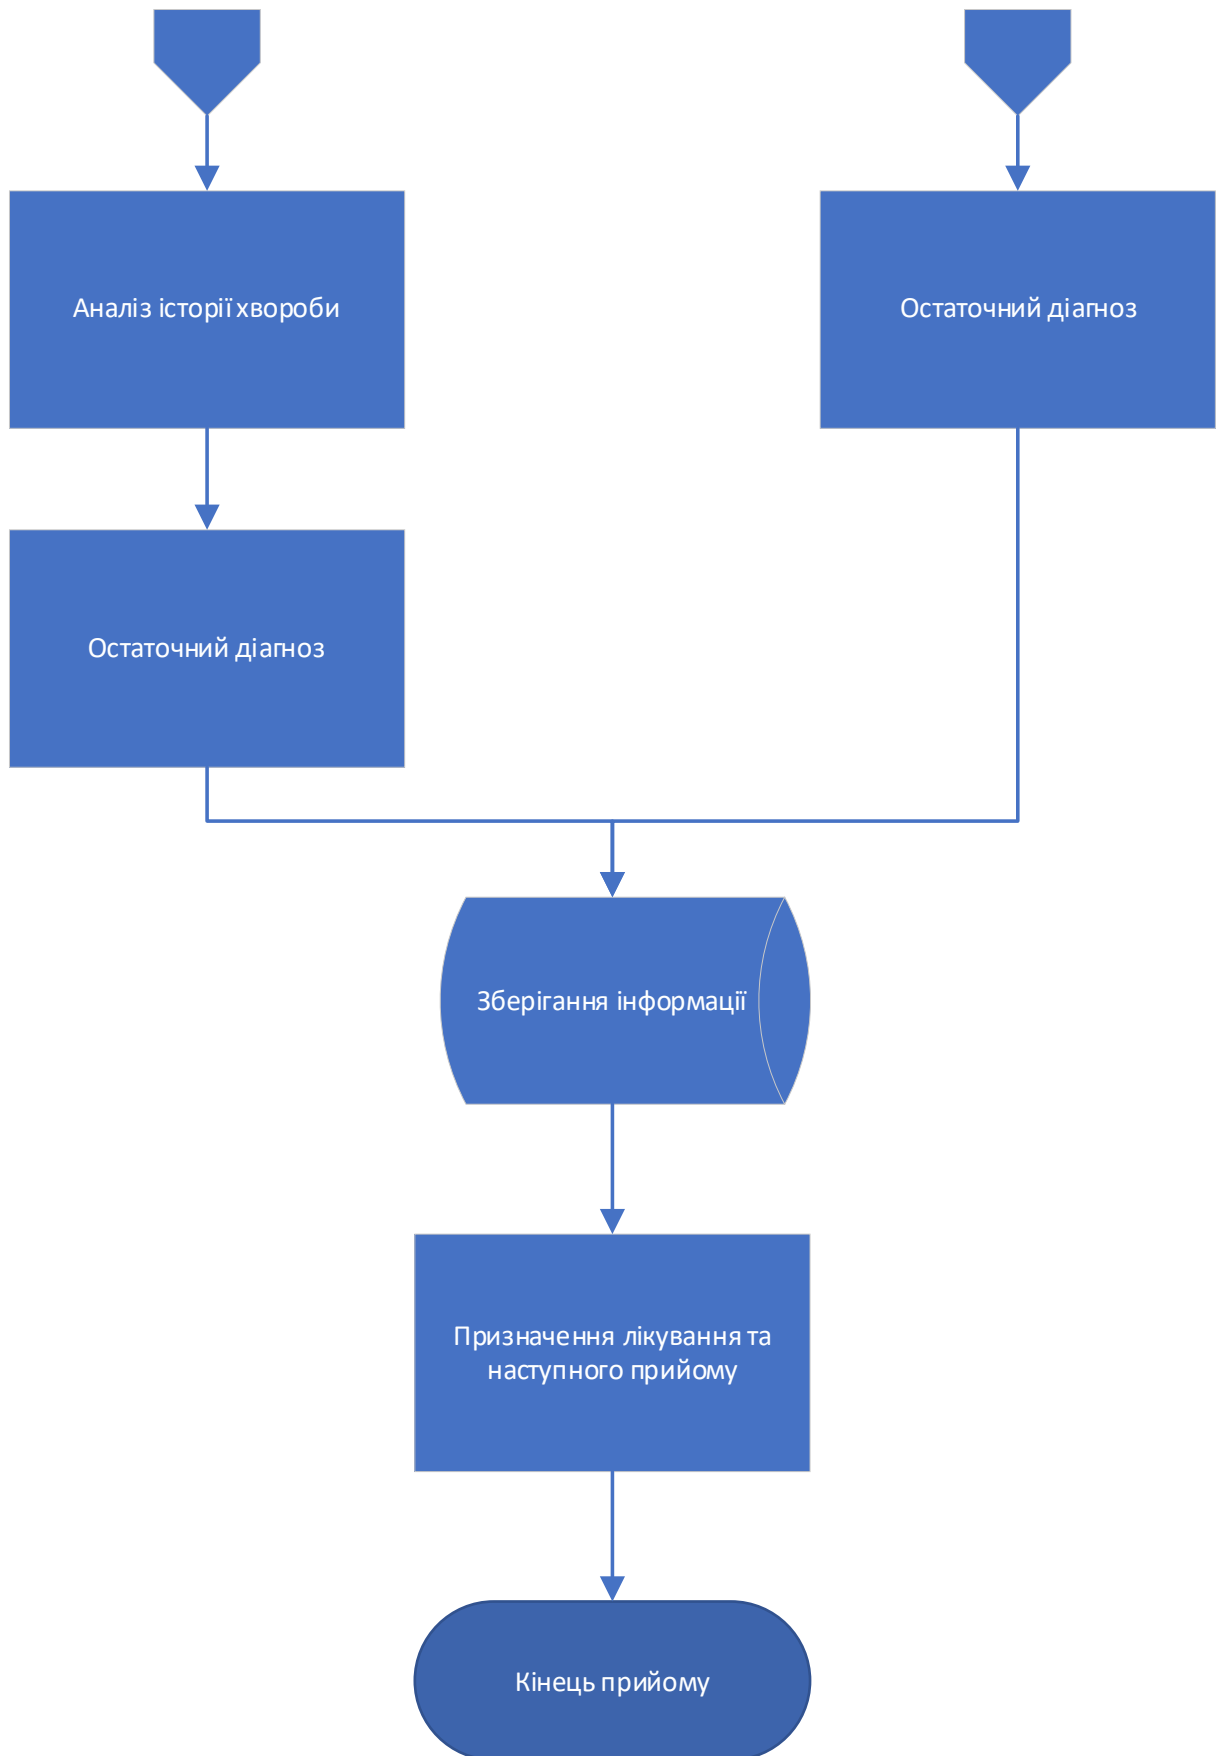 Аналіз історії хвороби
Остаточний діагноз
Остаточний діагноз
Зберігання інформації
Призначення лікування та
наступного прийому
Кінець прийому